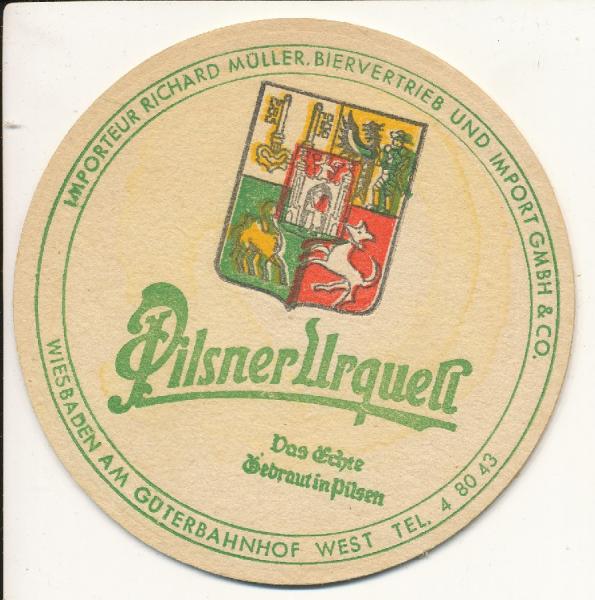 IMPORTEUR RICHARD MÜLLER. BIERVERTRIEB UND IMPORT GMBH & CO.
Pilsner Urquell
Das Echte
Gebraut in Pilsen
WIESBADEN AM GÜTERBAHNHOF WEST TEL. 4 80 43